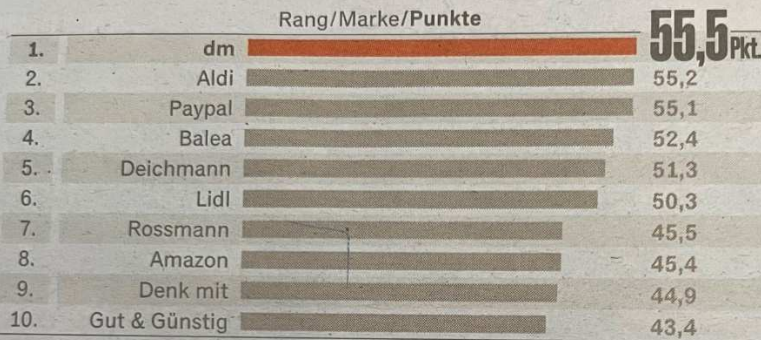 Rang/Marke/Punkte
1. dm 55,5 Pkt.
2. Aldi 55,2
3. Paypal 55,1
4. Balea 52,4
5. Deichmann 51,3
6. Lidl 50,3
7. Rossmann 45,5
8. Amazon 45,4
9. Denk mit 44,9
10. Gut & Günstig 43,4